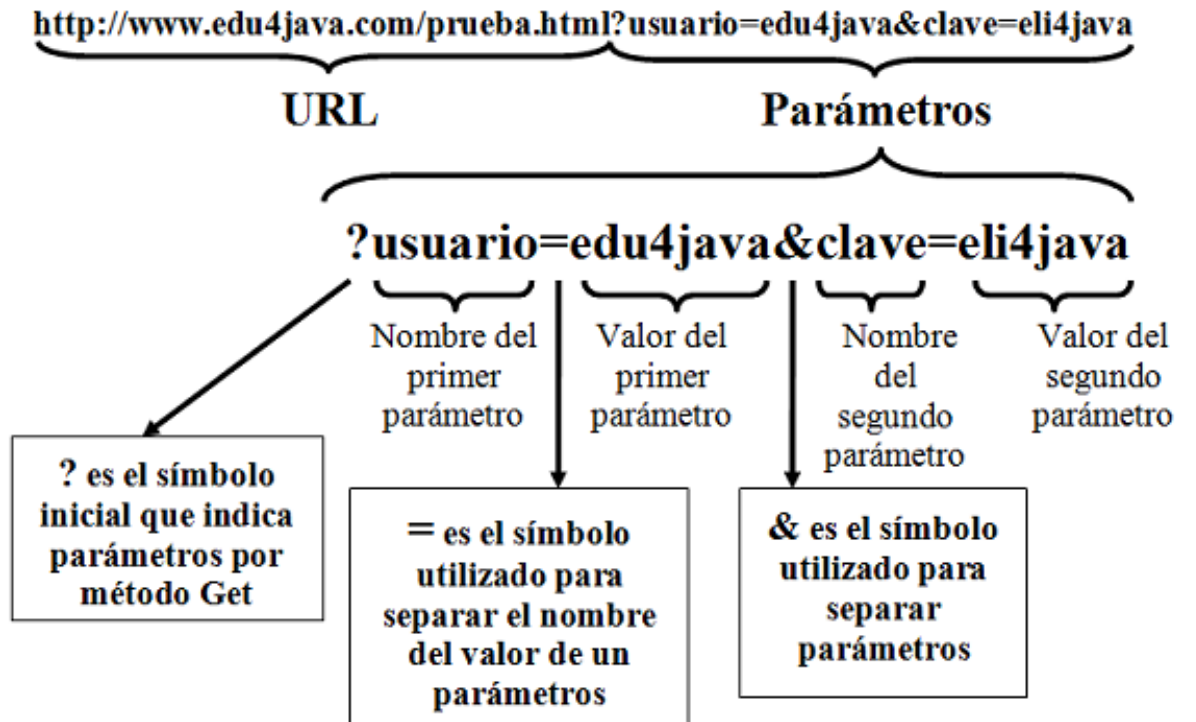 http://www.edu4java.com/prueba.html?usuario=edu4java&clave=eli4java
URL
Parámetros
?usuario=edu4java&clave=eli4java
Nombre del
primer
parámetro
Valor del
primer
parámetro
Nombre
del
segundo
parámetro
Valor del
segundo
parámetro
? es el símbolo
inicial que indica
parámetros por
método Get
= es el símbolo
utilizado para
separar el nombre
del valor de un
parámetros
& es el símbolo
utilizado para
separar
parámetros